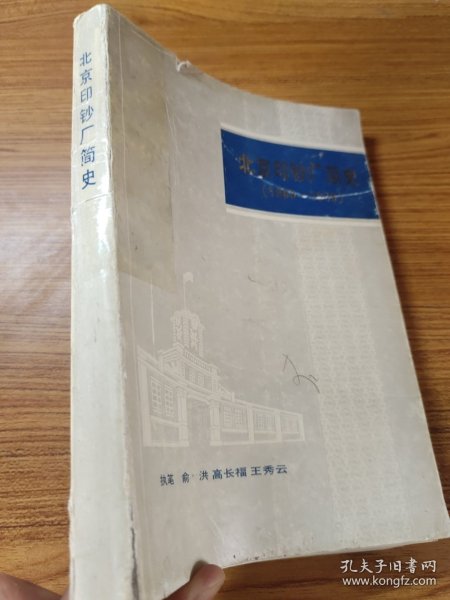 北京印钞厂简史
北京印钞厂简史
执笔 俞 洪 高长福 王秀云
孔夫子旧书网
www.kongfz.com